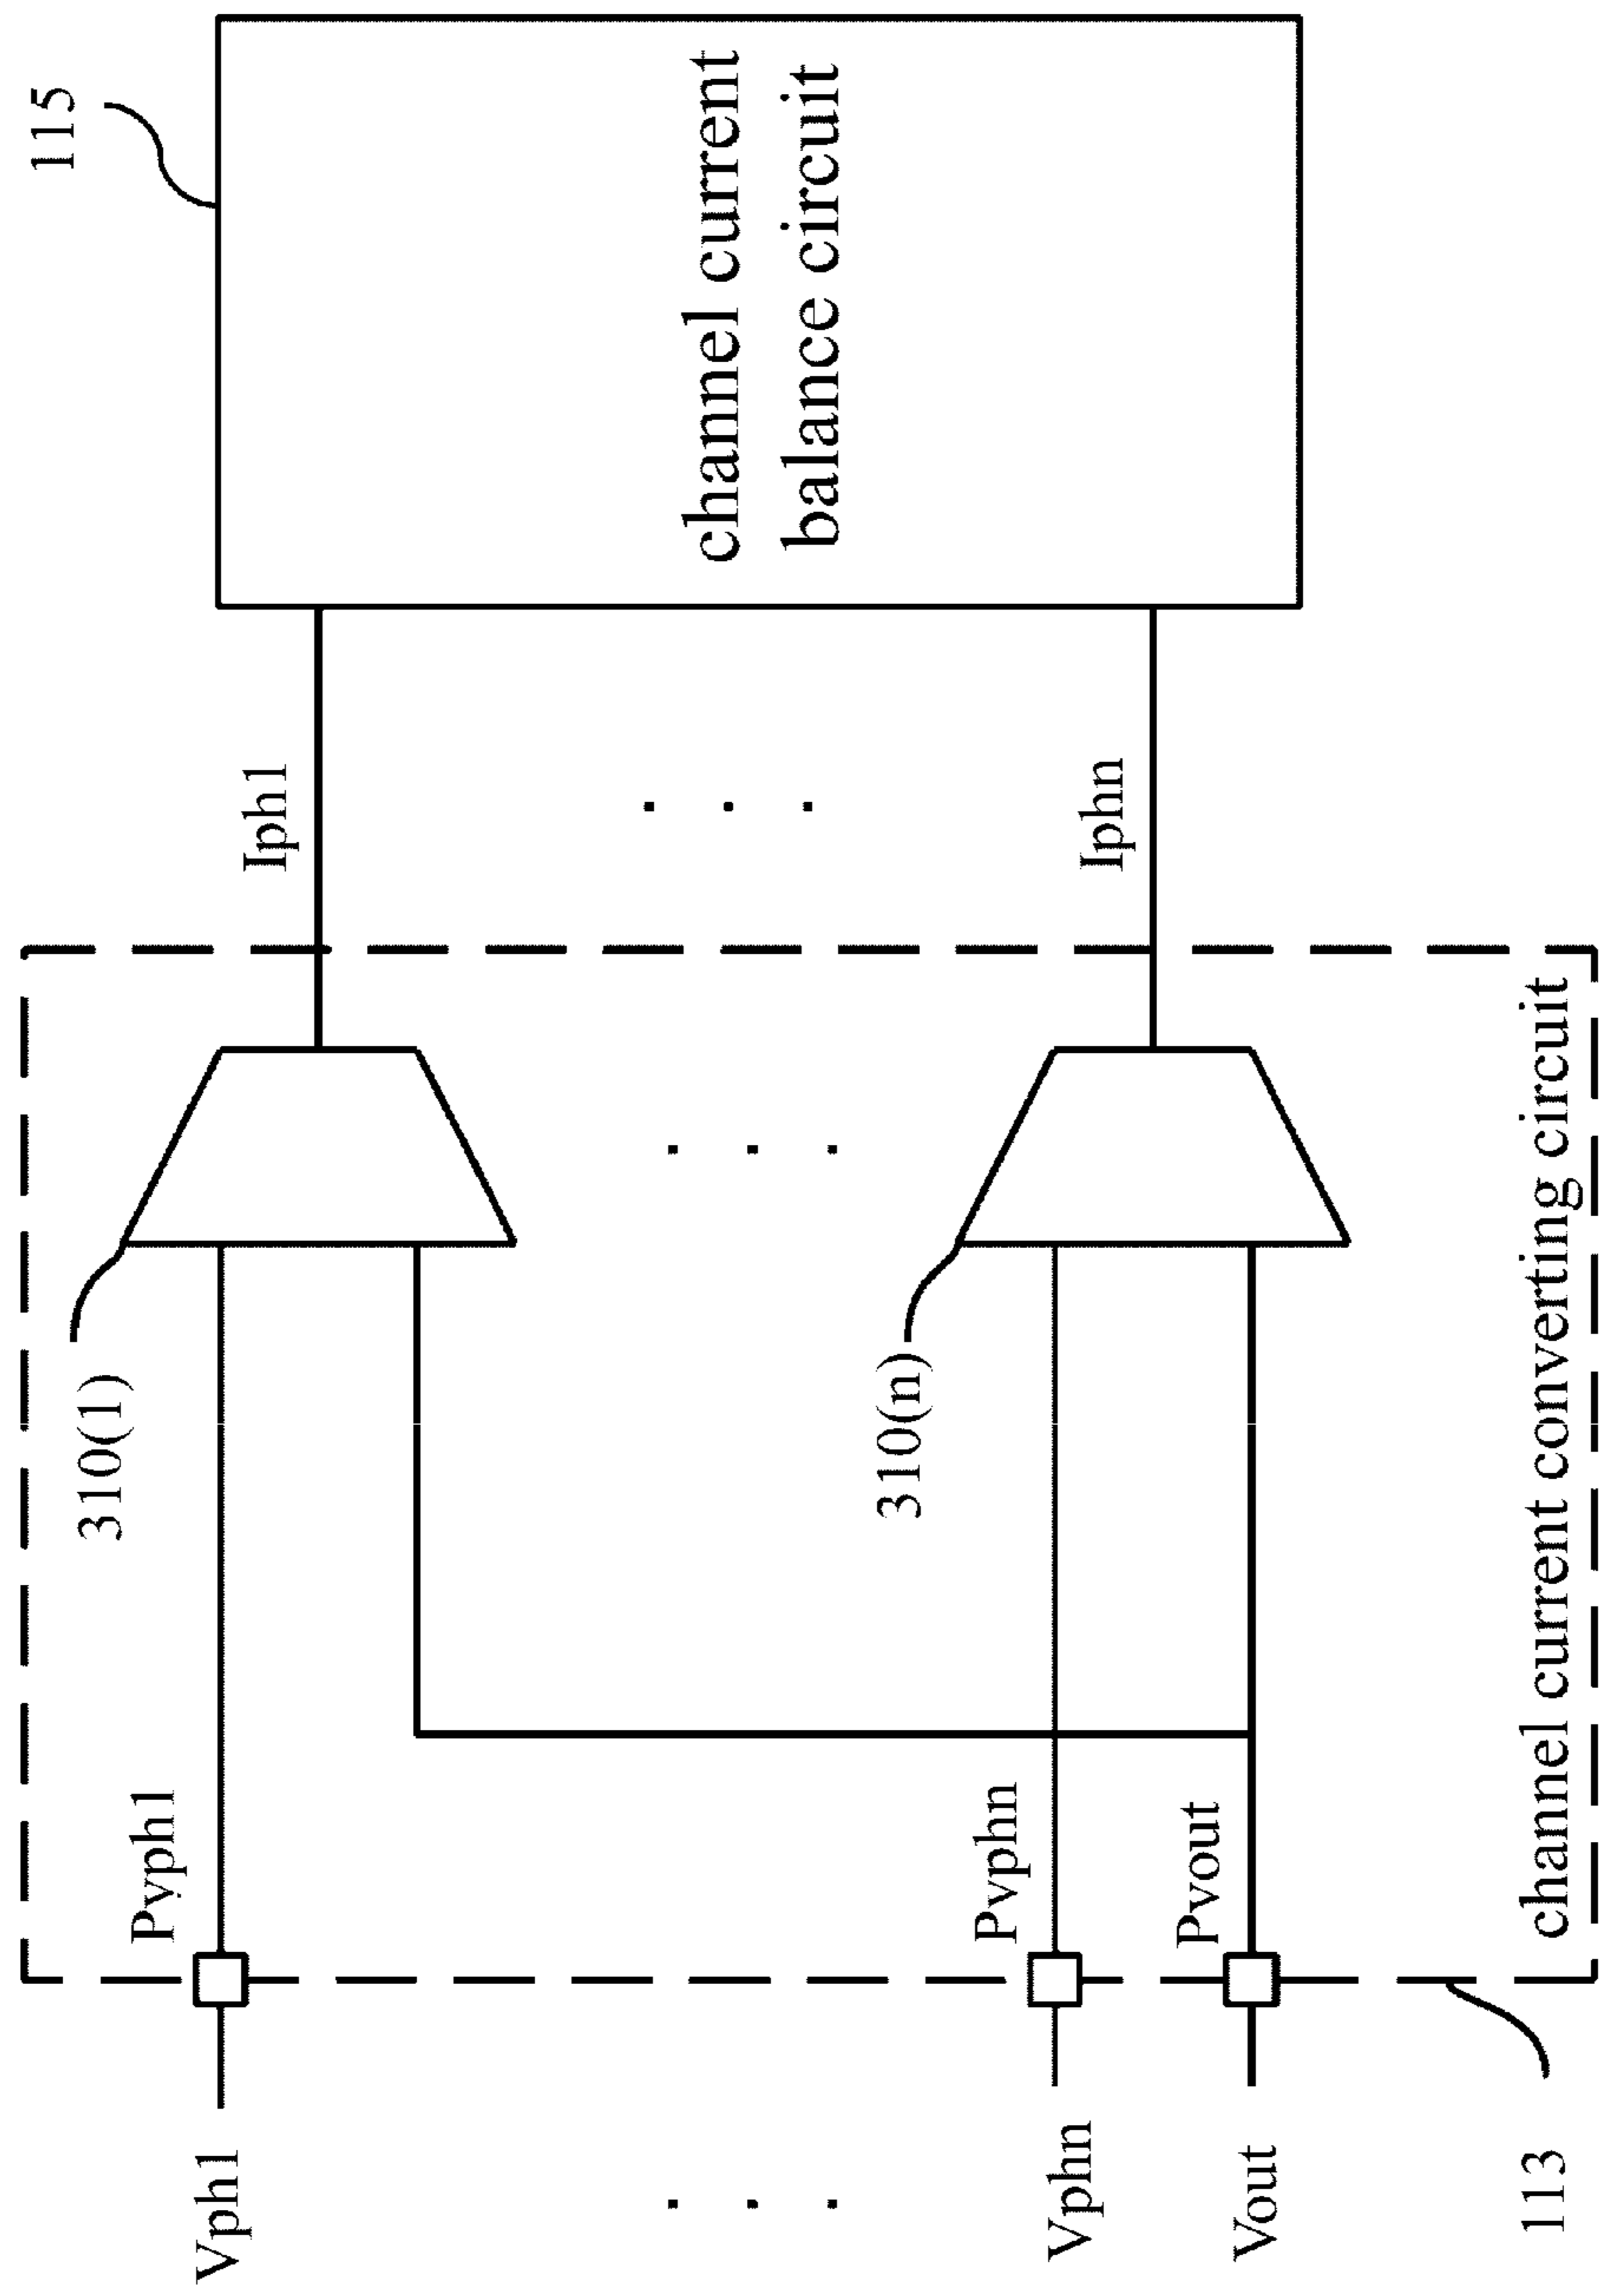 115
310(1)
Pyph1
Vph1
Iph1
channel current
balance circuit
310(n)
Pvphn
Vphn
Iphn
Pvout
Vout
channel current converting circuit
113